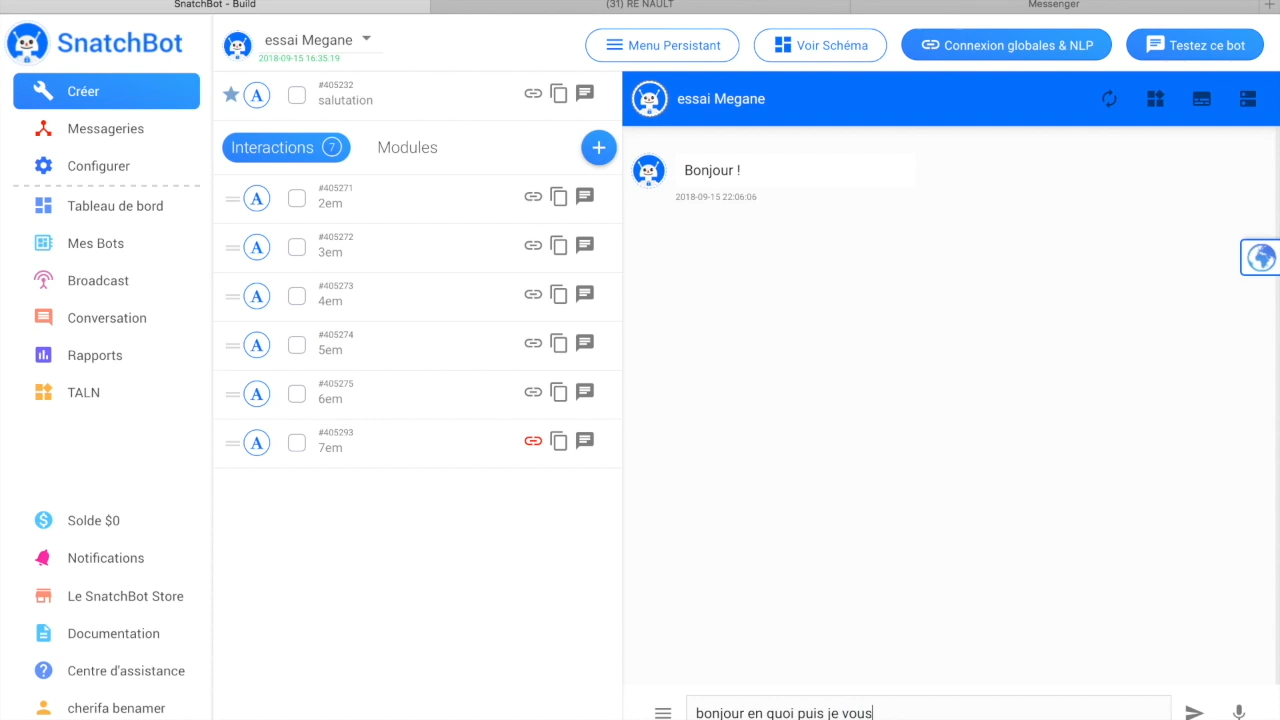 SnatchBot - Build
(31) RE NAULT
Messenger
SnatchBot
essai Megane
2018-09-15 16:35.19
Menu Persistant
Voir Schéma
Connexion globales & NLP
Testez ce bot
Créer
Messageries
Configurer
Tableau de bord
Mes Bots
Broadcast
Conversation
Rapports
TALN
Solde $0
Notifications
Le SnatchBot Store
Documentation
Centre d'assistance
cherifa benamer
A
#405232
salutation
Interactions 7
Modules
+
A
#405271
2em
A
#405272
3em
A
#405273
4em
A
#405274
5em
A
#405275
6em
A
#405293
7em
essai Megane
Bonjour !
2018-09-15 22:06:06
bonjour en quoi puis je vous